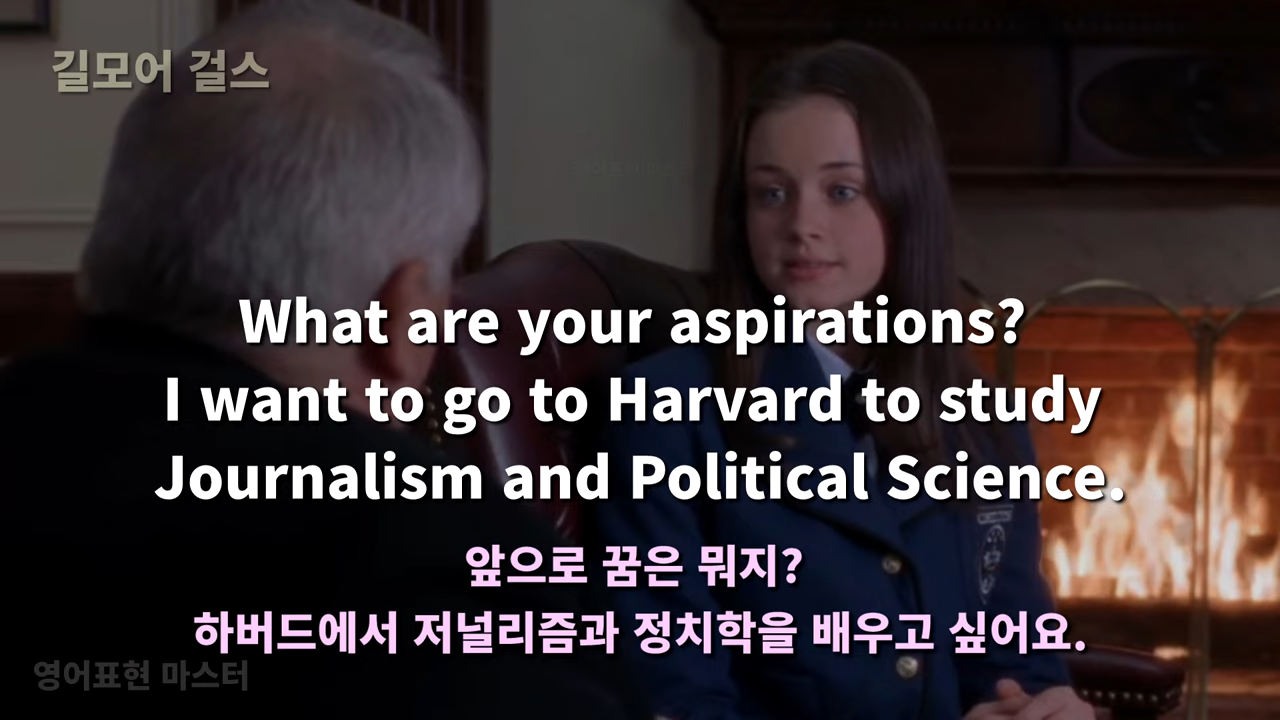 길모어 걸스
What are your aspirations?
I want to go to Harvard to study
Journalism and Political Science.
앞으로 꿈은 뭐지?
하버드에서 저널리즘과 정치학을 배우고 싶어요.
영어표현 마스터